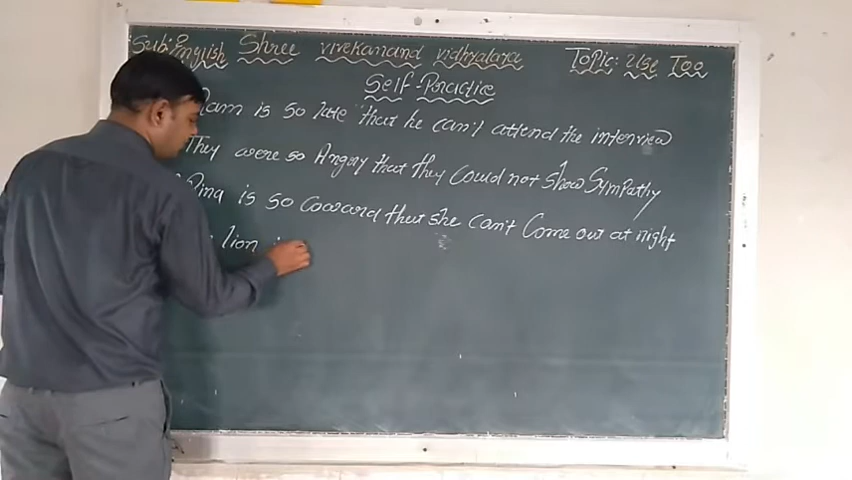 Sub: English Shree vivekanand vidhyalaya Topic: Use Too
Self-Practice
Ram is so late that he can't attend the interview
They were so Angry that they Could not Show Sympathy
Rina is so Coward that she can't Come out at night
lion